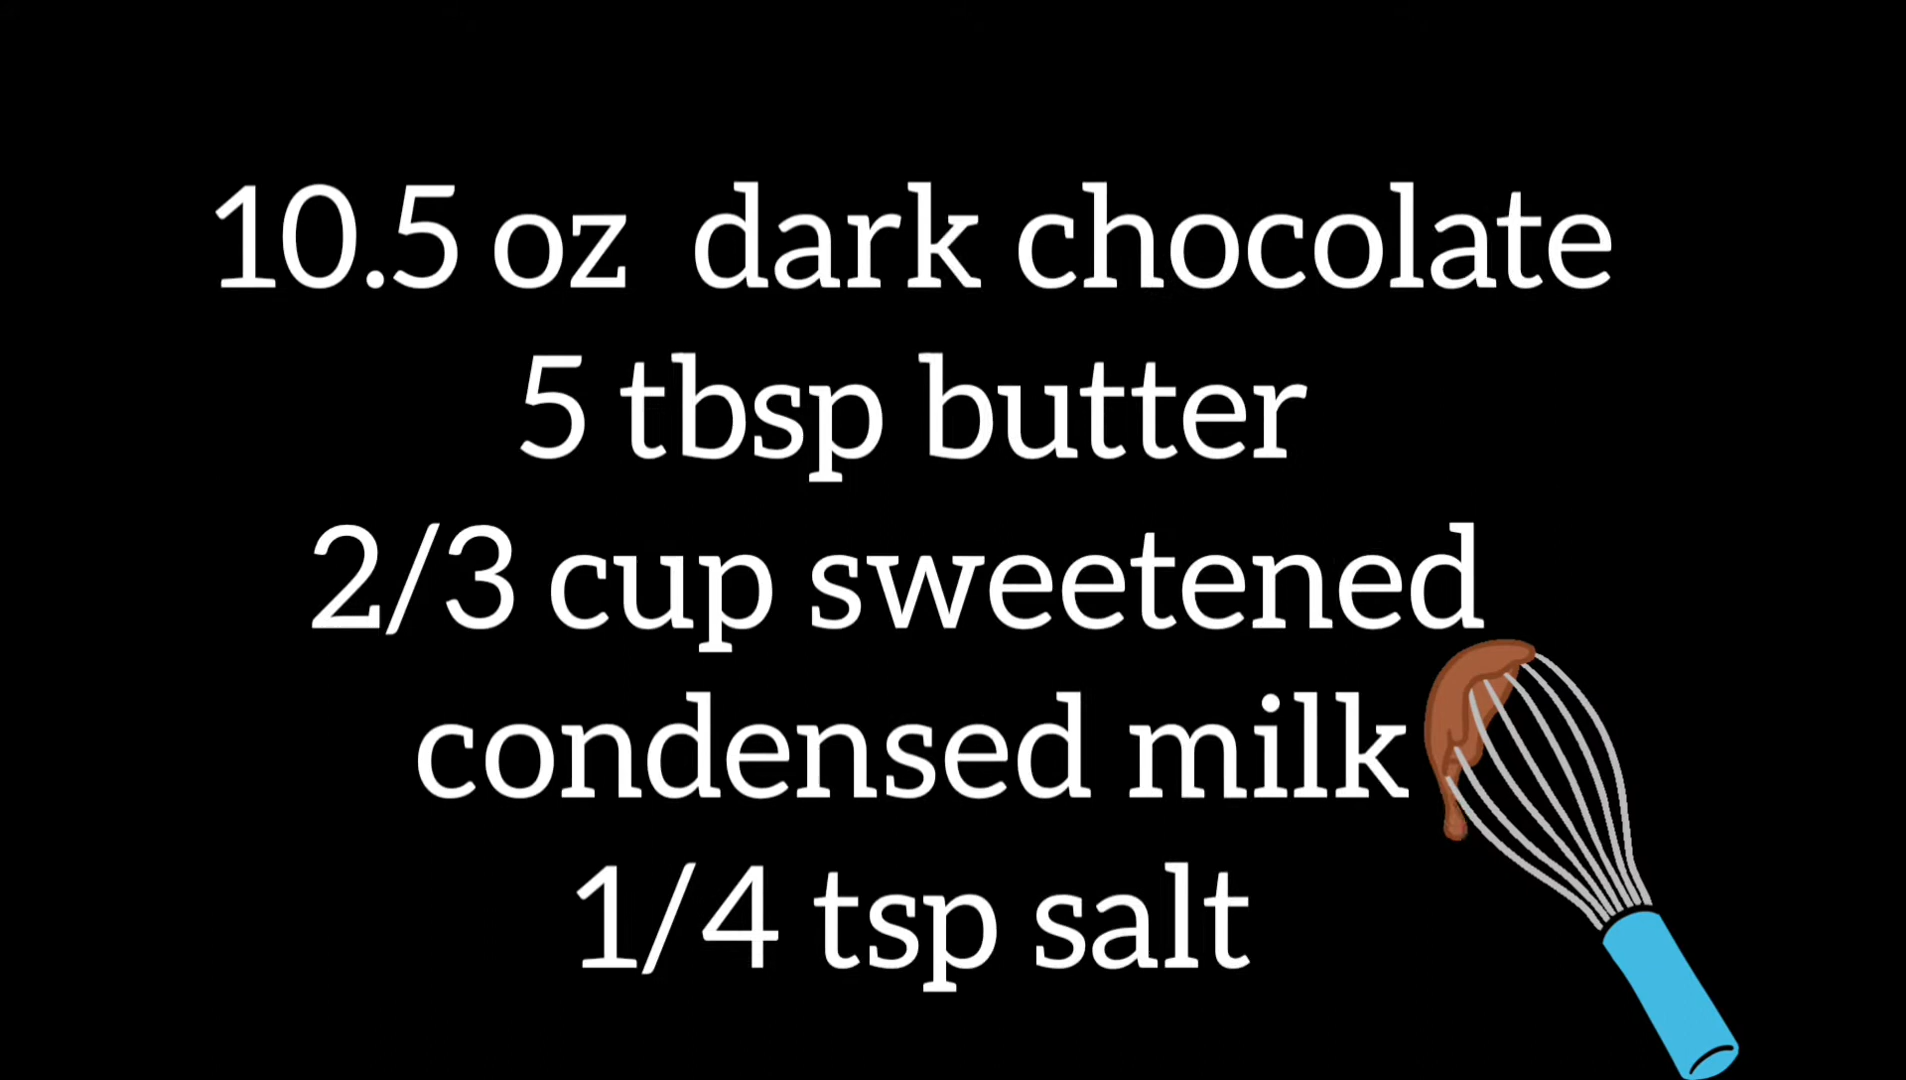 10.5 oz  dark chocolate
5 tbsp butter
2/3 cup sweetened
condensed milk
1/4 tsp salt